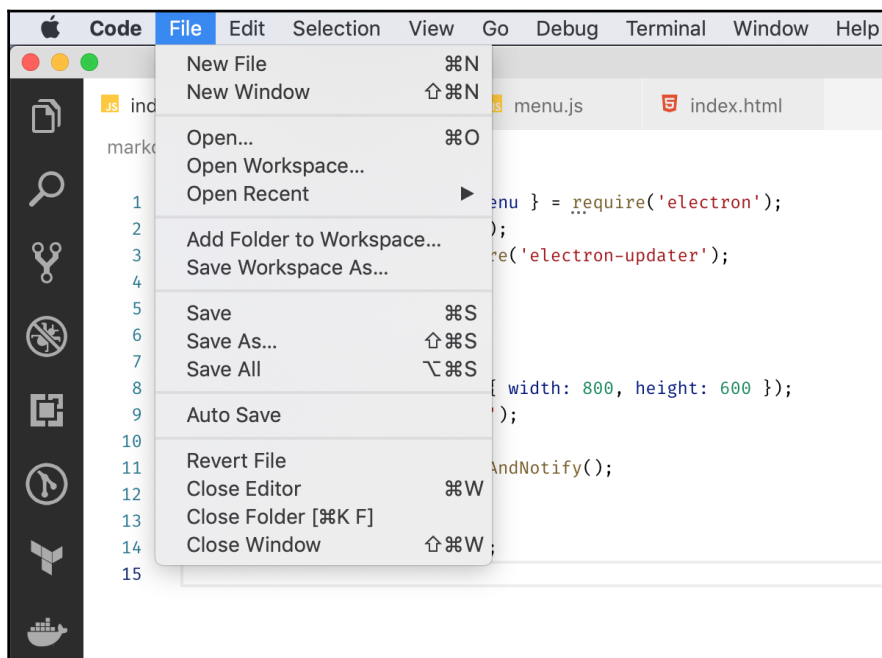 Code File Edit Selection View Go Debug Terminal Window Help
New File ⌘N
New Window ⇧⌘N
Open... ⌘O
Open Workspace...
Open Recent ▶
Add Folder to Workspace...
Save Workspace As...
Save ⌘S
Save As... ⇧⌘S
Save All ⌥⌘S
Auto Save
Revert File
Close Editor ⌘W
Close Folder [⌘K F]
Close Window ⇧⌘W
JS ind menu.js 5 index.html
mark
1 enu } = require('electron');
2 );
3 re('electron-updater');
4
5
6
7
8 { width: 800, height: 600 });
9 ');
10
11 AndNotify();
12
13
14 ;
15